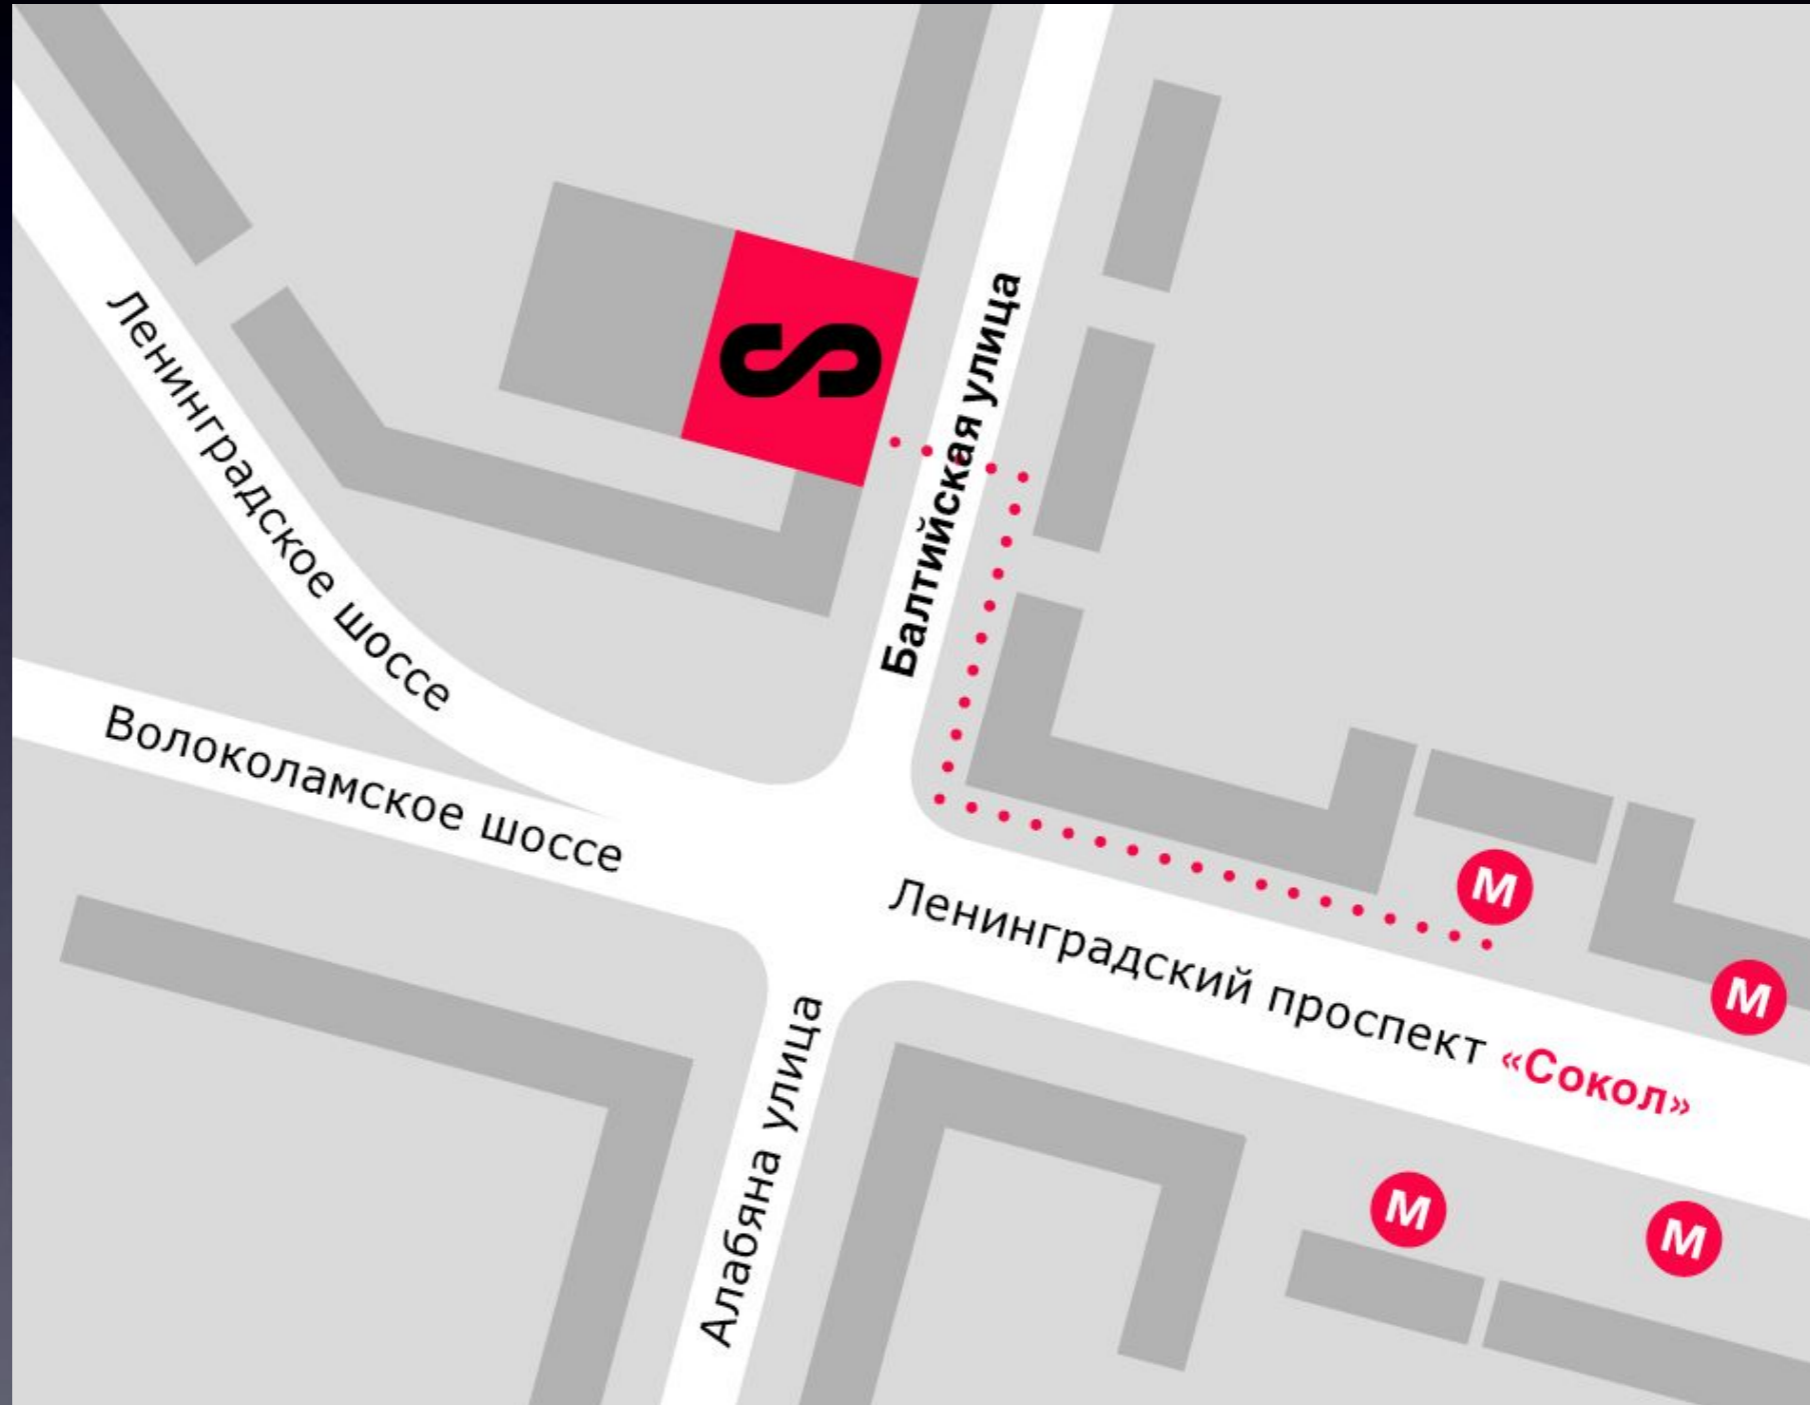 S
Балтийская улица
Ленинградское шоссе
Волоколамское шоссе
М
Ленинградский проспект «Сокол»
М
Алабяна улица
М
М